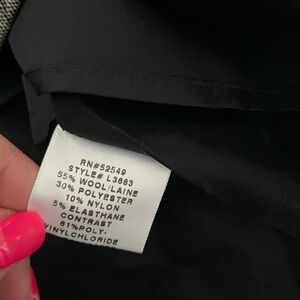 RN#52549
STYLE# L3683
55% WOOL/LAINE
30% POLYESTER
10% NYLON
5% ELASTHANE
CONTRAST
61%POLY-
VINYLCHLORIDE